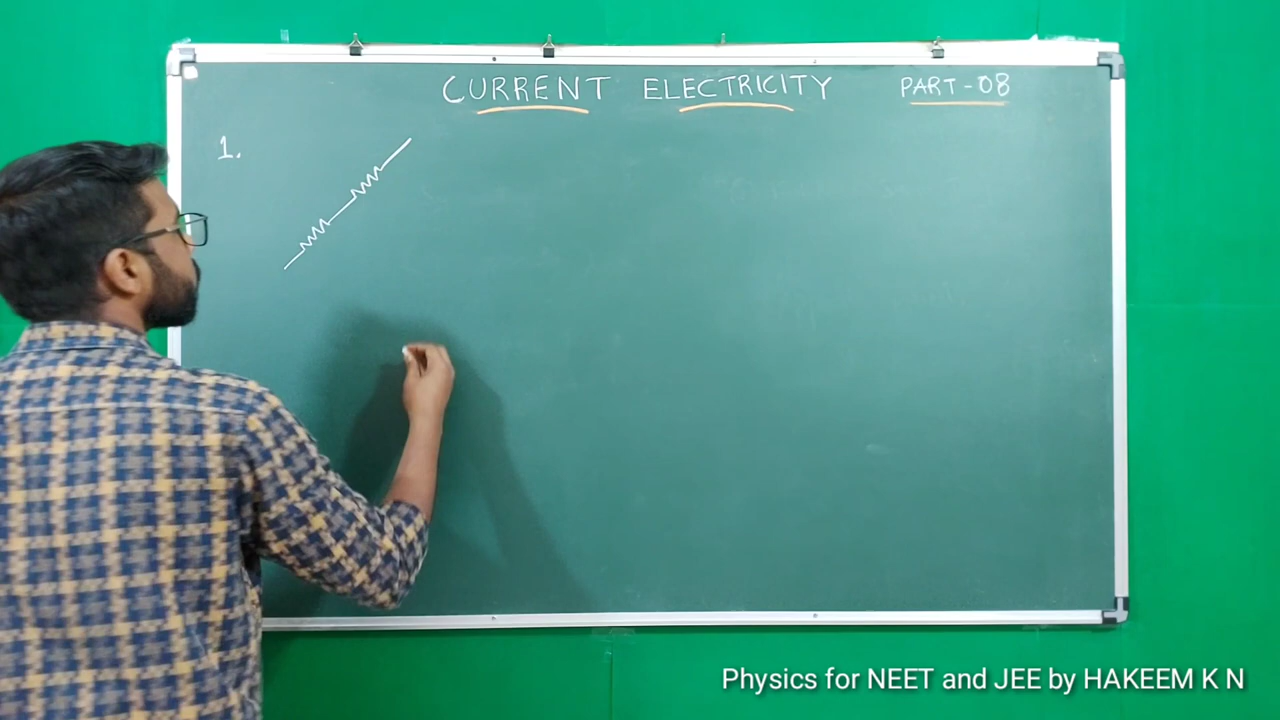 CURRENT ELECTRICITY PART-08
1.
Physics for NEET and JEE by HAKEEM K N